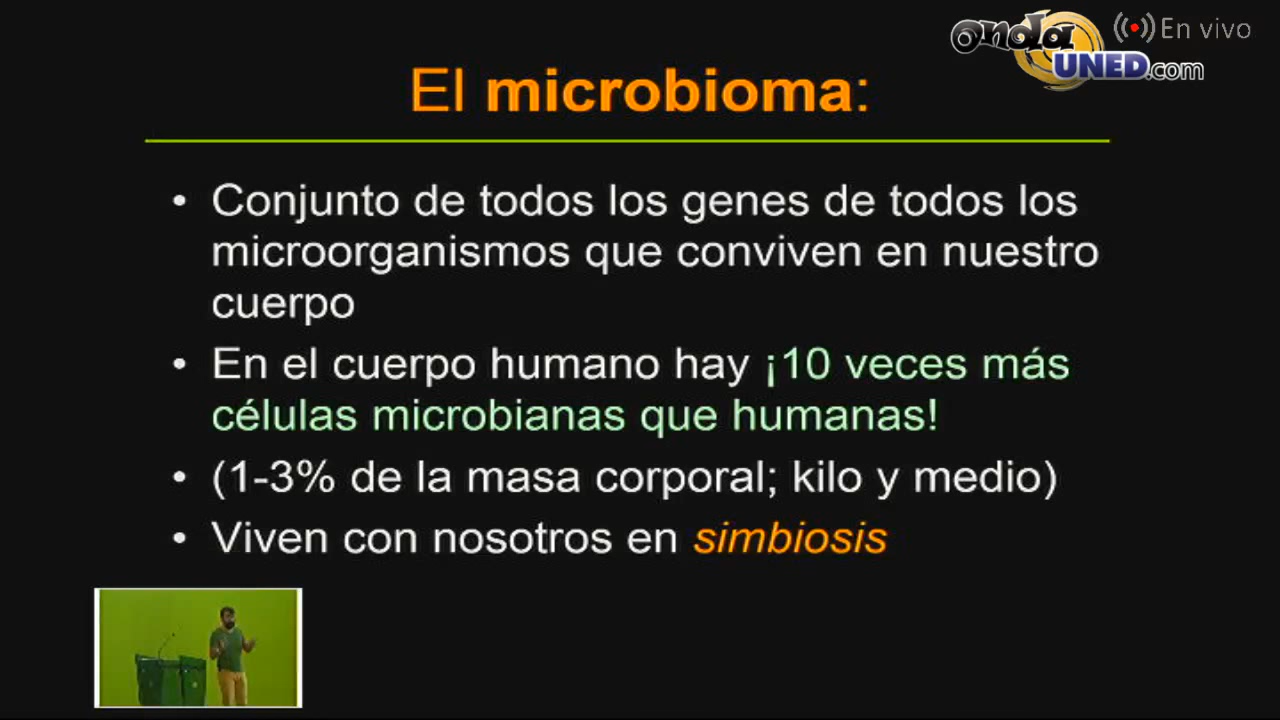 onda UNED.com
En vivo
El microbioma:
• Conjunto de todos los genes de todos los
microorganismos que conviven en nuestro
cuerpo
• En el cuerpo humano hay ¡10 veces más
células microbianas que humanas!
• (1-3% de la masa corporal; kilo y medio)
• Viven con nosotros en simbiosis